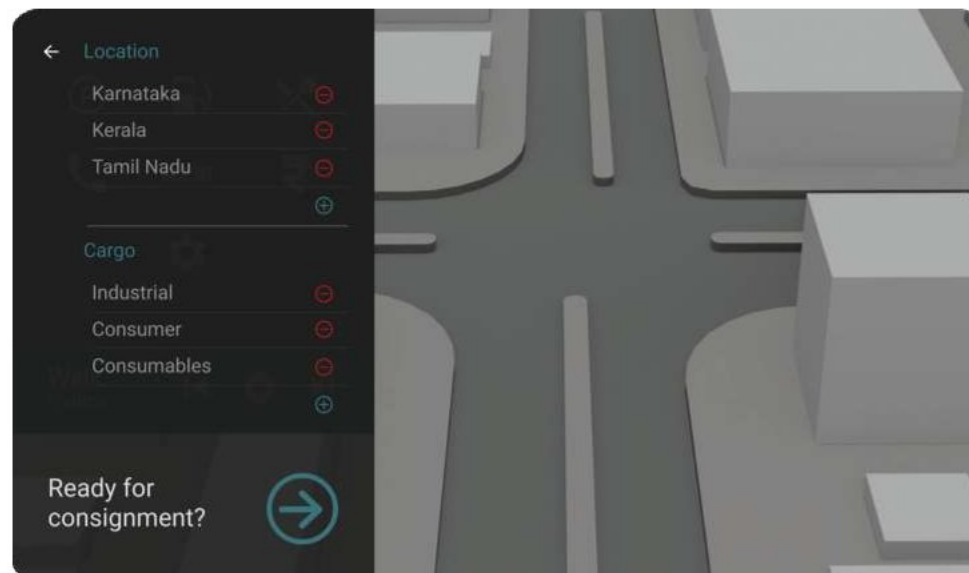 Location
Karnataka
Kerala
Tamil Nadu
Cargo
Industrial
Consumer
Consumables
Ready for
consignment?